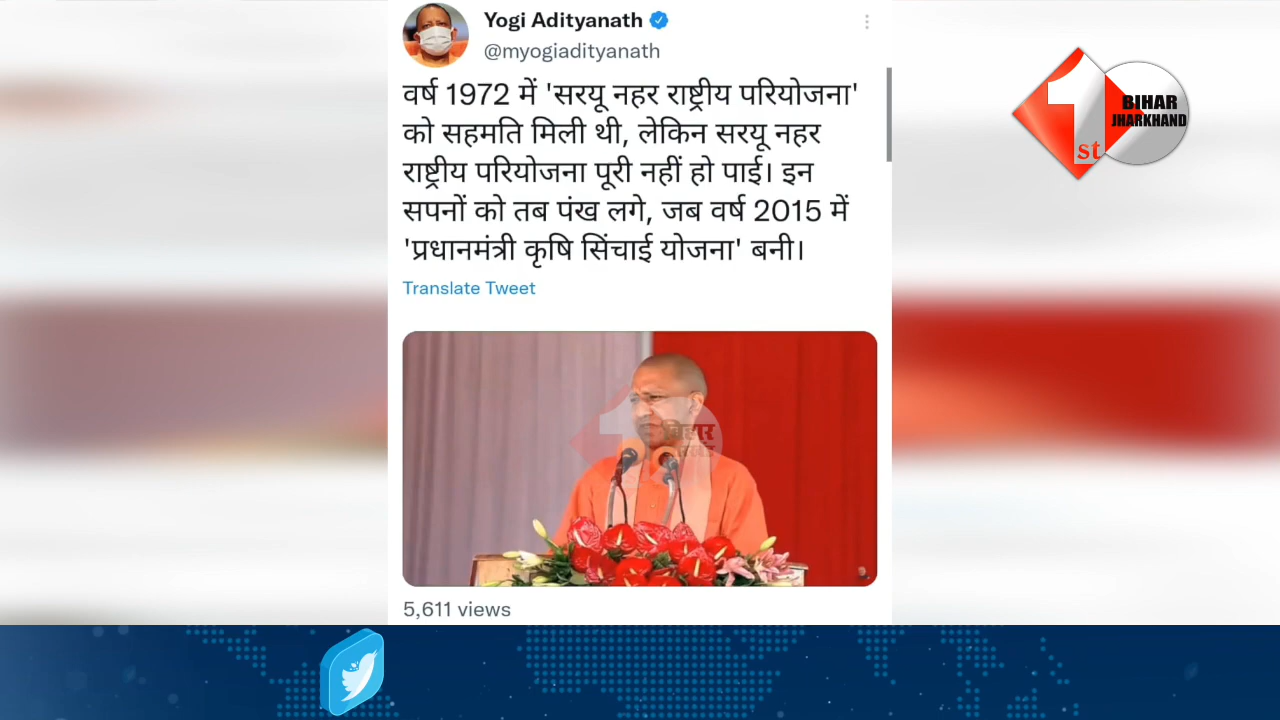 Yogi Adityanath
@myogiadityanath
वर्ष 1972 में 'सरयू नहर राष्ट्रीय परियोजना'
को सहमति मिली थी, लेकिन सरयू नहर
राष्ट्रीय परियोजना पूरी नहीं हो पाई। इन
सपनों को तब पंख लगे, जब वर्ष 2015 में
'प्रधानमंत्री कृषि सिंचाई योजना' बनी।
Translate Tweet
5,611 views
1st
BIHAR
JHARKHAND
1
बिहार